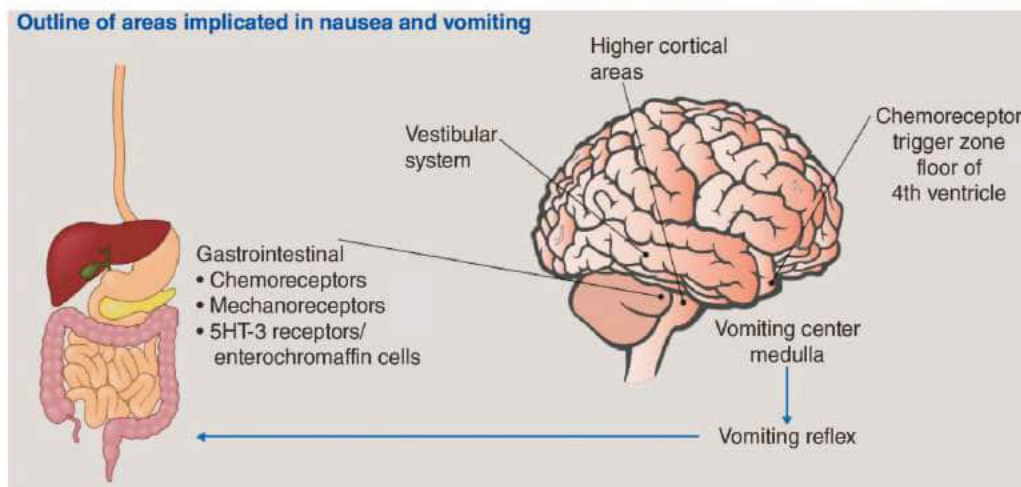 Outline of areas implicated in nausea and vomiting
Higher cortical
areas
Vestibular
system
Chemoreceptor
trigger zone
floor of
4th ventricle
Gastrointestinal
• Chemoreceptors
• Mechanoreceptors
• 5HT-3 receptors/
enterochromaffin cells
Vomiting center
medulla
Vomiting reflex